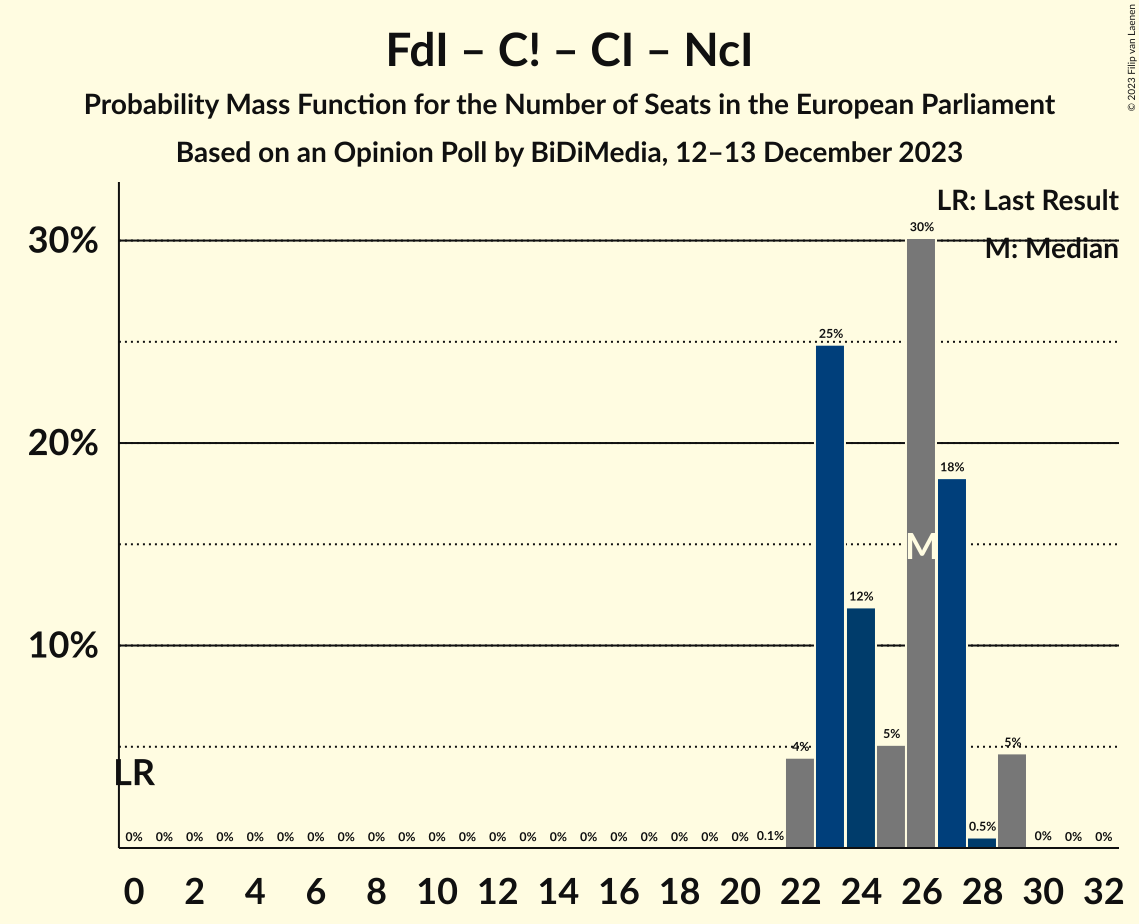 FdI – C! – CI – NcI
Probability Mass Function for the Number of Seats in the European Parliament
Based on an Opinion Poll by BiDiMedia, 12–13 December 2023
© 2023 Filip van Laenen
LR: Last Result
M: Median
30%
20%
10%
30%
25%
18%
M
12%
5%
4%
5%
LR
0% 0% 0% 0% 0% 0% 0% 0% 0% 0% 0% 0% 0% 0% 0% 0% 0% 0% 0% 0% 0% 0.1% 0.5% 0% 0% 0%
0 2 4 6 8 10 12 14 16 18 20 22 24 26 28 30 32